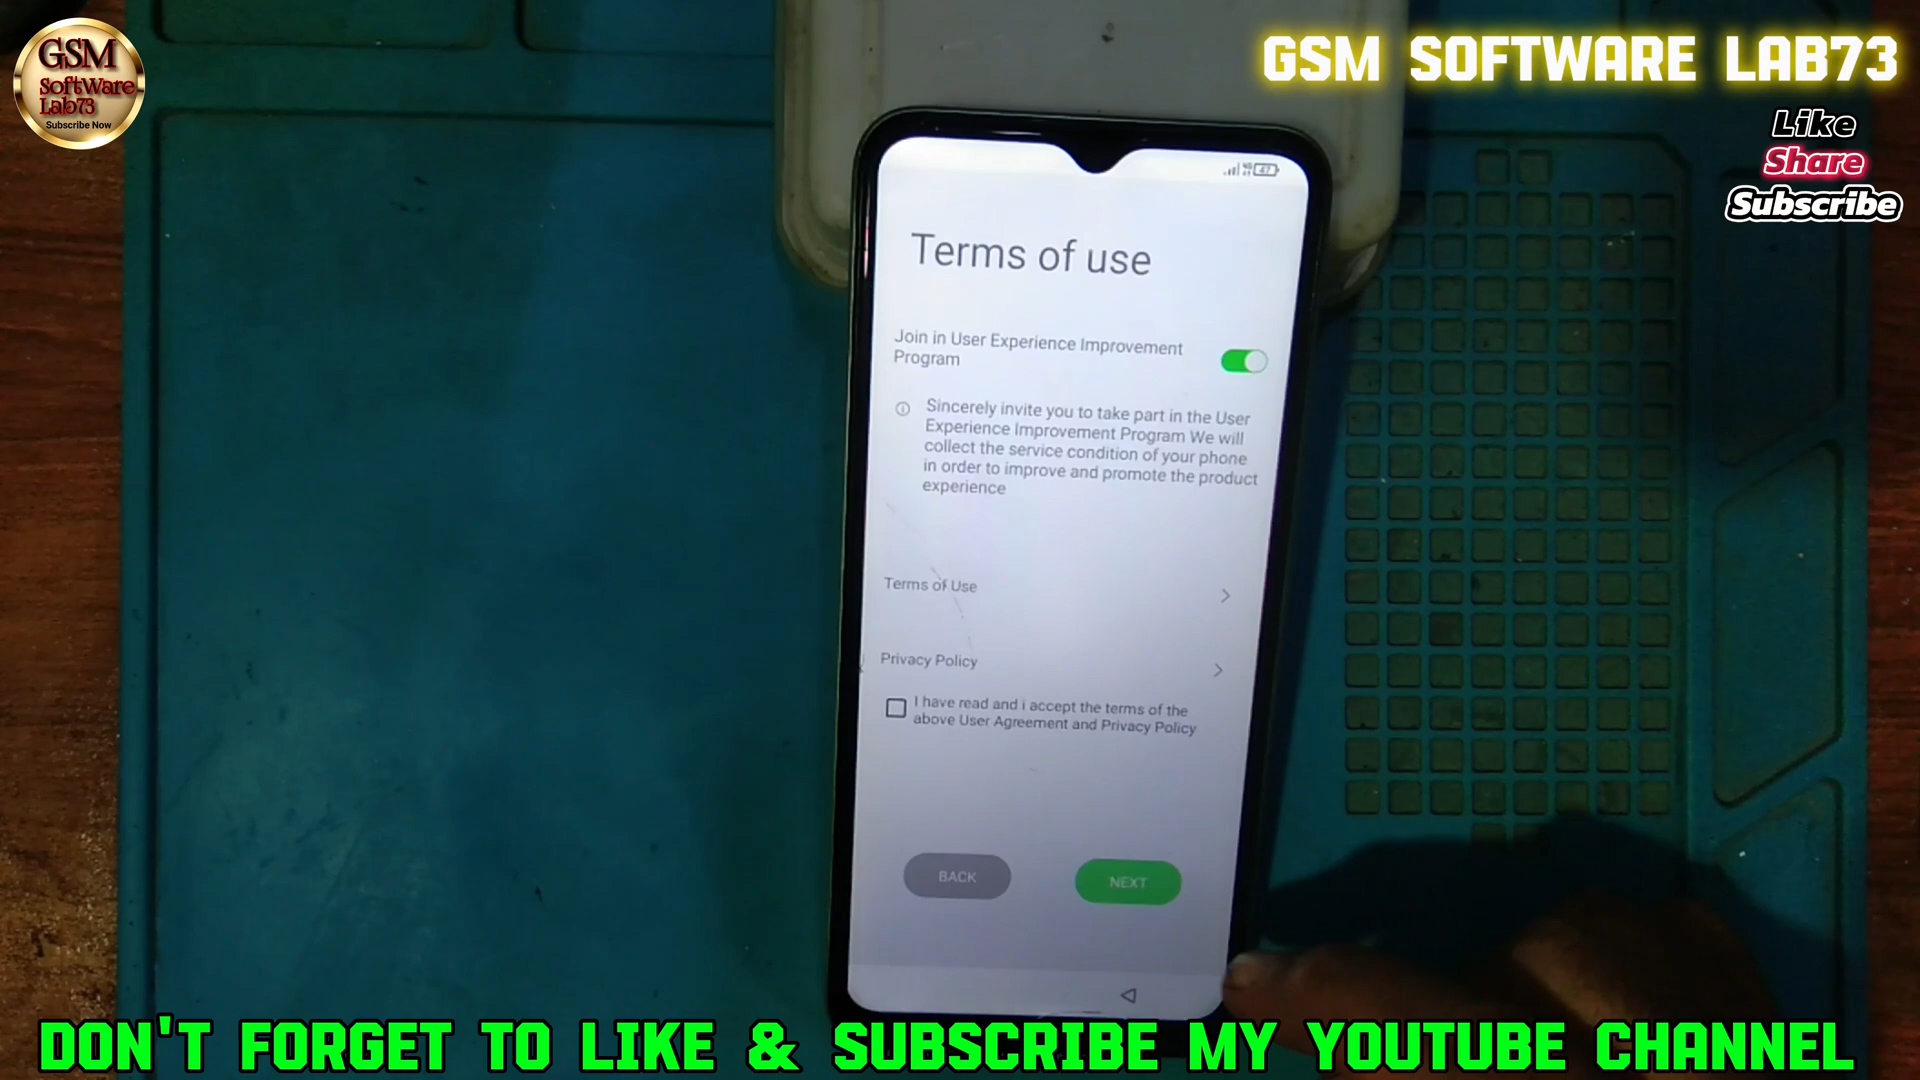 GSM
SoftWare
Lab73
Subscribe Now
GSM SOFTWARE LAB73
Like
Share
Subscribe
47
Terms of use
Join in User Experience Improvement
Program
Sincerely invite you to take part in the User
Experience Improvement Program We will
collect the service condition of your phone
in order to improve and promote the product
experience
Terms of Use
Privacy Policy
I have read and i accept the terms of the
above User Agreement and Privacy Policy
BACK
NEXT
DON'T FORGET TO LIKE & SUBSCRIBE MY YOUTUBE CHANNEL